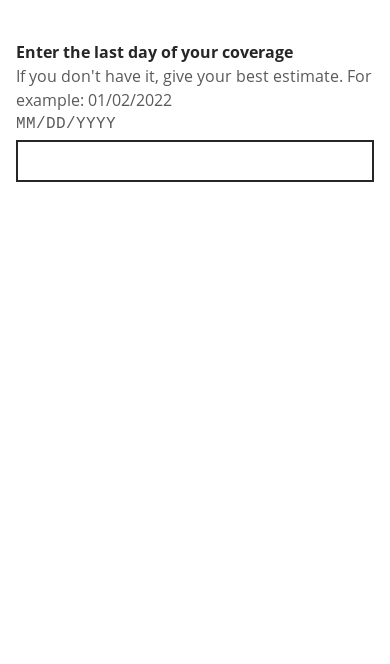 Enter the last day of your coverage
If you don't have it, give your best estimate. For
example: 01/02/2022
MM/DD/YYYY